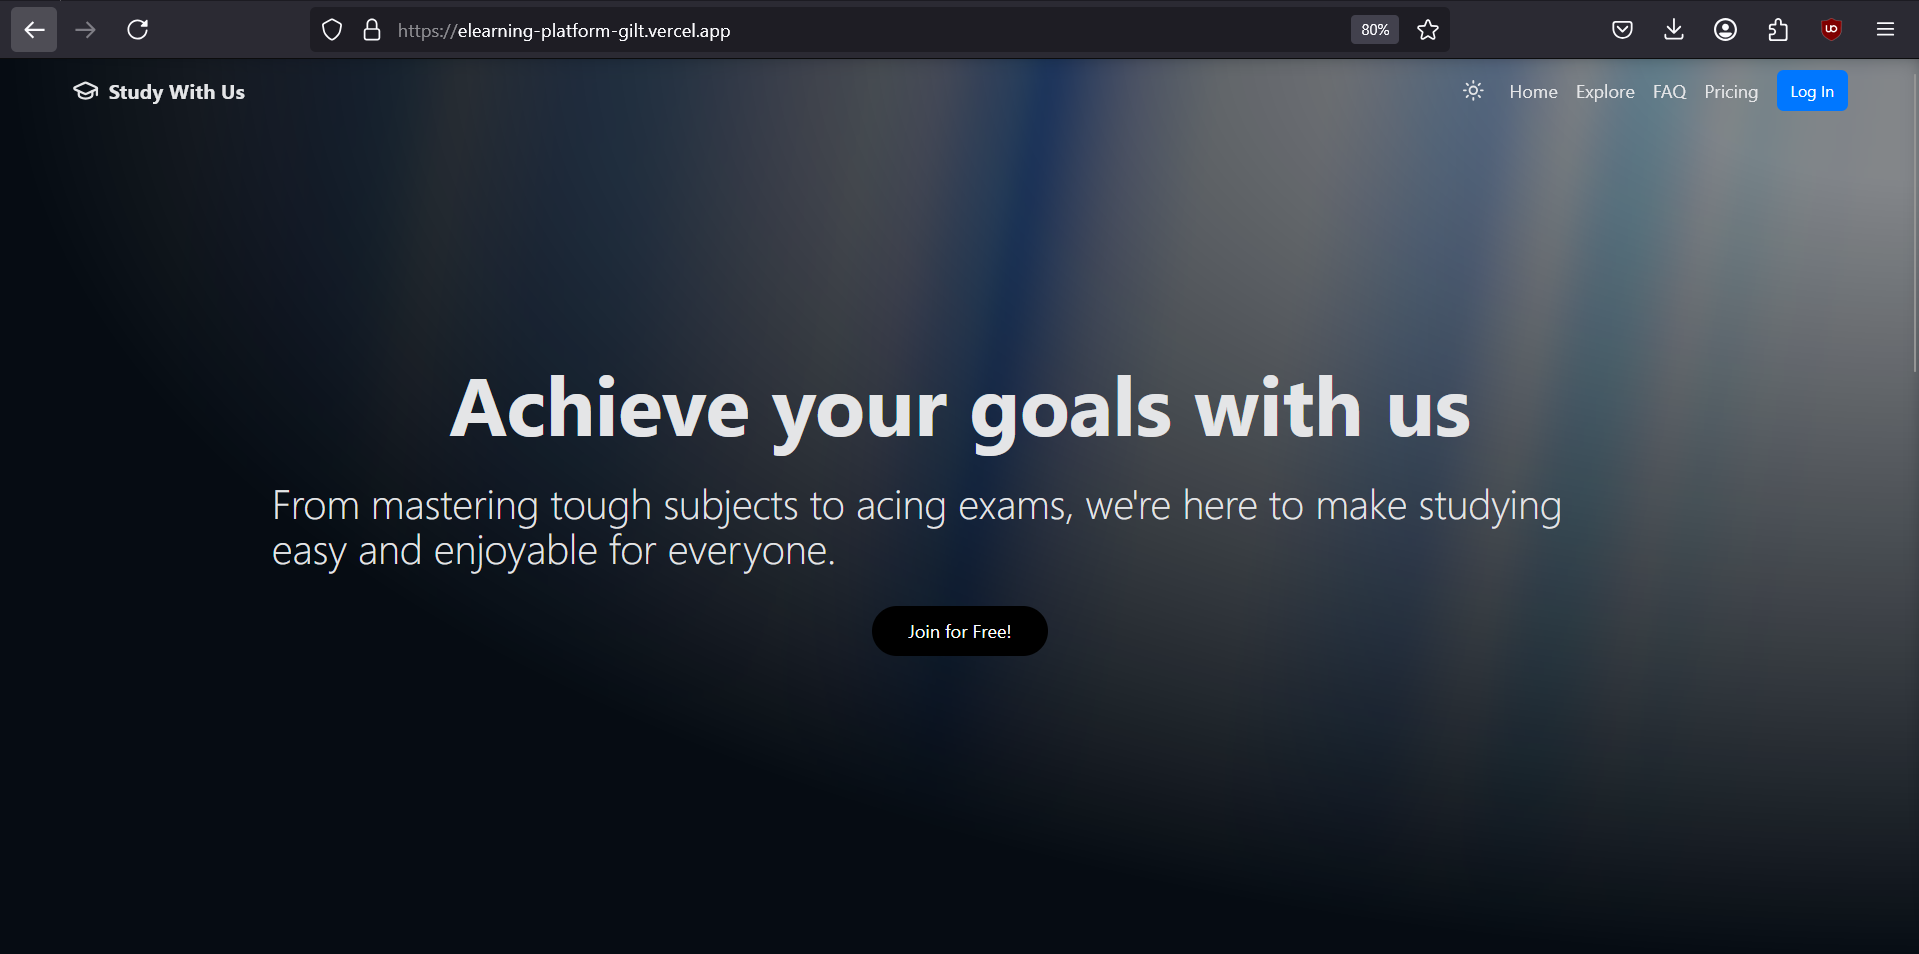 https://elearning-platform-gilt.vercel.app 80%
Study With Us Home Explore FAQ Pricing Log In
Achieve your goals with us
From mastering tough subjects to acing exams, we're here to make studying
easy and enjoyable for everyone.
Join for Free!